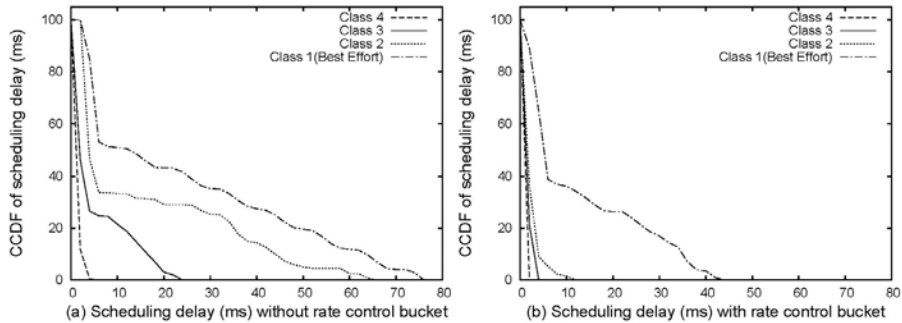 Class 4
Class 3
Class 2
Class 1(Best Effort)
100
80
60
40
20
0
CCDF of scheduling delay (ms)
0 10 20 30 40 50 60 70 80
(a) Scheduling delay (ms) without rate control bucket
Class 4
Class 3
Class 2
Class 1(Best Effort)
100
80
60
40
20
0
CCDF of scheduling delay (ms)
0 10 20 30 40 50 60 70 80
(b) Scheduling delay (ms) with rate control bucket